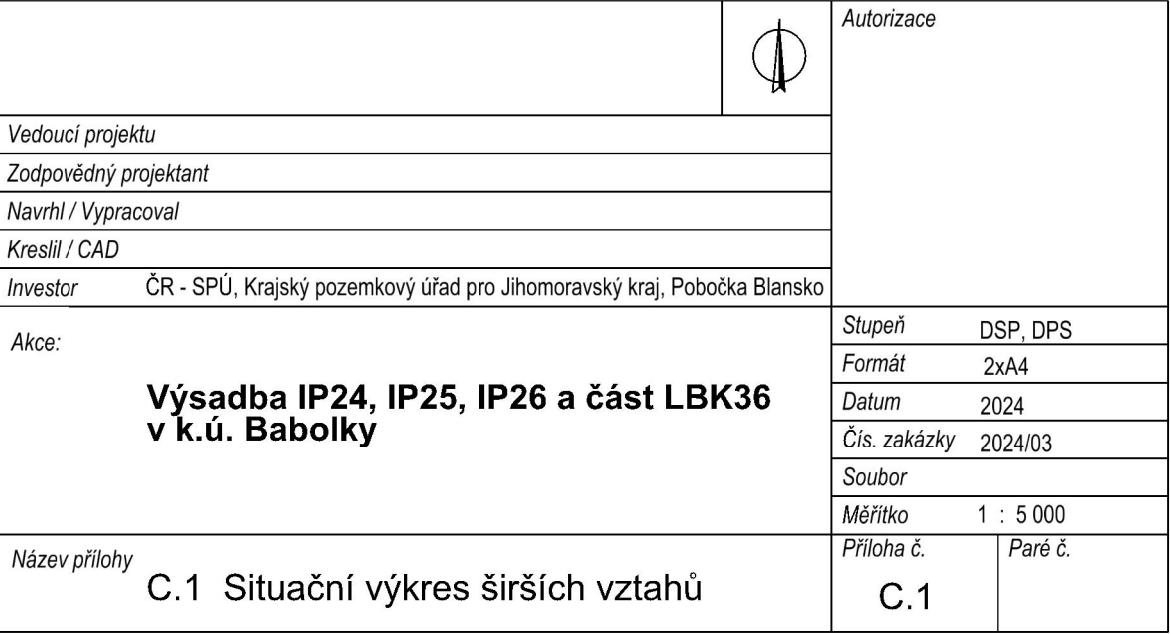 Autorizace
Vedoucí projektu
Zodpovědný projektant
Navrhl / Vypracoval
Kreslil / CAD
Investor ČR - SPÚ, Krajský pozemkový úřad pro Jihomoravský kraj, Pobočka Blansko
Akce:
Výsadba IP24, IP25, IP26 a část LBK36
v k.ú. Babolky
Stupeň DSP, DPS
Formát 2xA4
Datum 2024
Čís. zakázky 2024/03
Soubor
Měřítko 1 : 5 000
Název přílohy
C.1 Situační výkres širších vztahů
Příloha č.
C.1
Paré č.